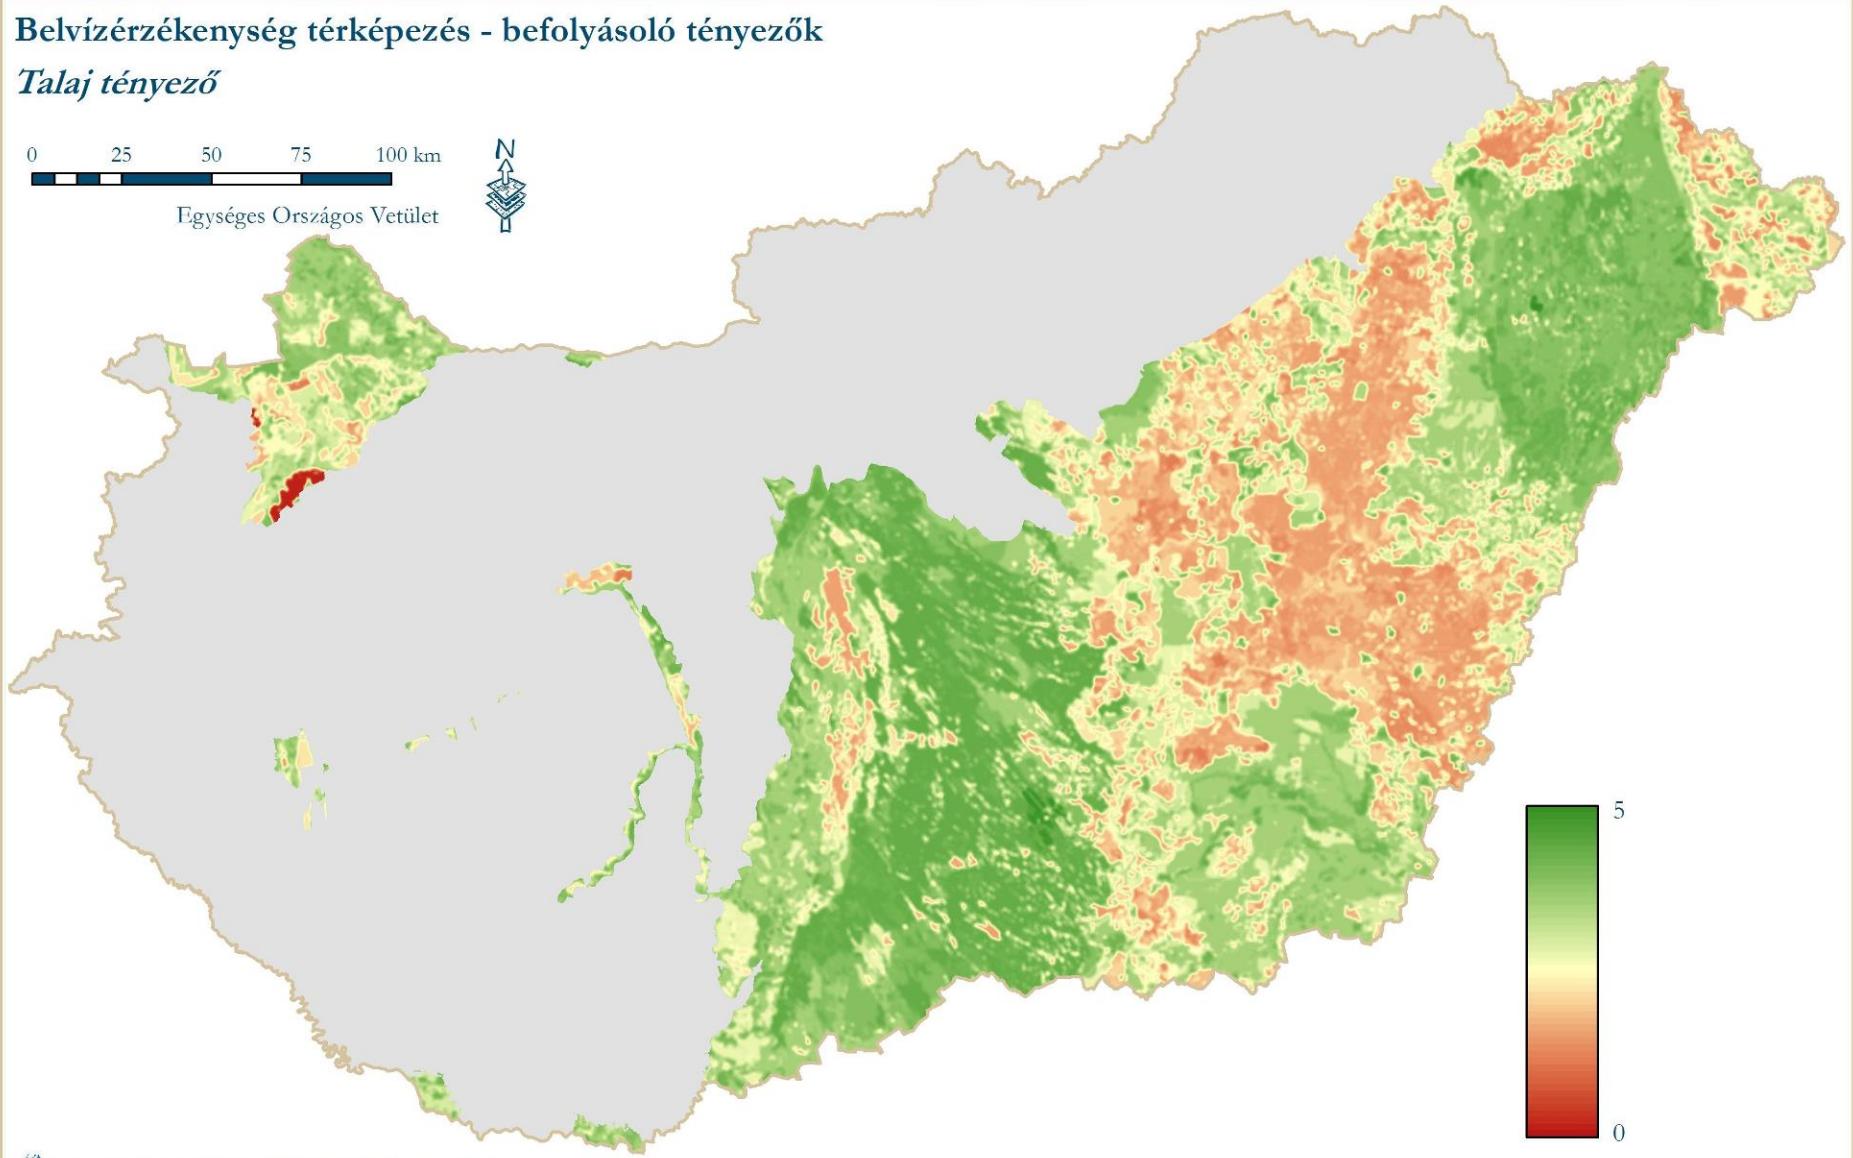 Belvízérzékenység térképezés - befolyásoló tényezők
Talaj tényező
0 25 50 75 100 km
N
Egységes Országos Vetület
5
0